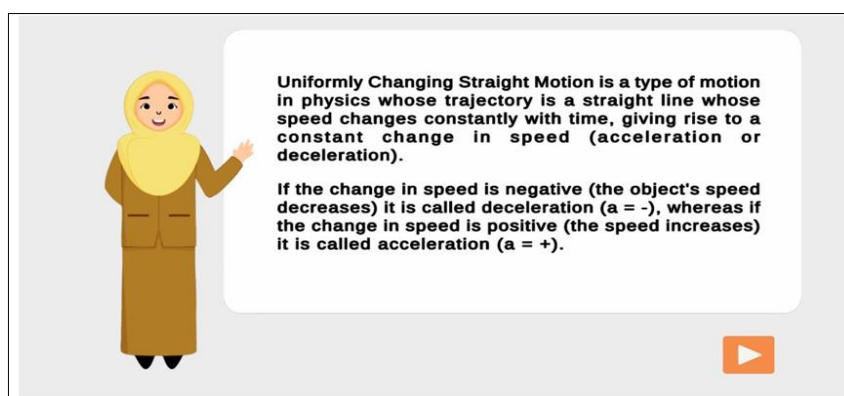 Uniformly Changing Straight Motion is a type of motion
in physics whose trajectory is a straight line whose
speed changes constantly with time, giving rise to a
constant change in speed (acceleration or
deceleration).
If the change in speed is negative (the object's speed
decreases) it is called deceleration (a = -), whereas if
the change in speed is positive (the speed increases)
it is called acceleration (a = +).